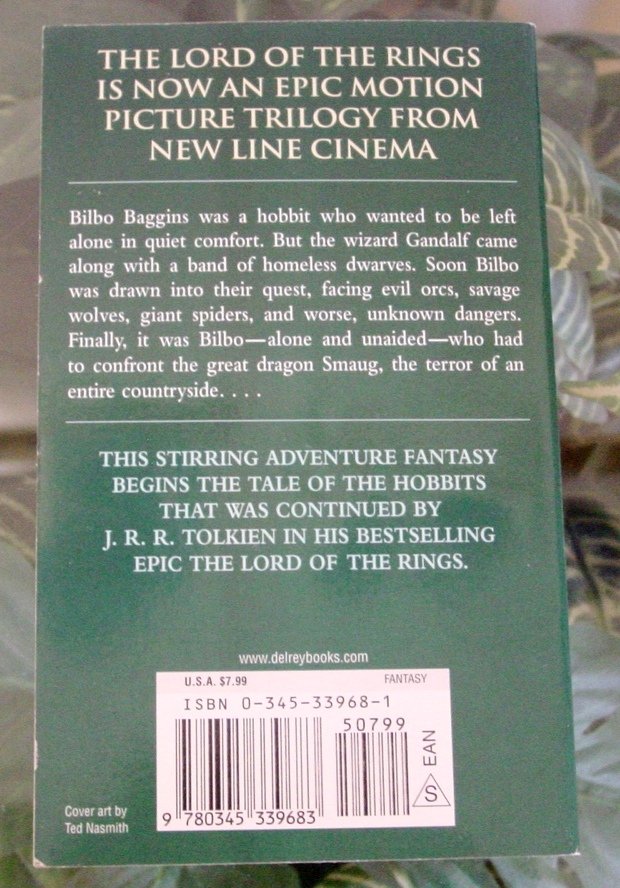 THE LORD OF THE RINGS
IS NOW AN EPIC MOTION
PICTURE TRILOGY FROM
NEW LINE CINEMA
Bilbo Baggins was a hobbit who wanted to be left
alone in quiet comfort. But the wizard Gandalf came
along with a band of homeless dwarves. Soon Bilbo
was drawn into their quest, facing evil orcs, savage
wolves, giant spiders, and worse, unknown dangers.
Finally, it was Bilbo—alone and unaided—who had
to confront the great dragon Smaug, the terror of an
entire countryside. . . .
THIS STIRRING ADVENTURE FANTASY
BEGINS THE TALE OF THE HOBBITS
THAT WAS CONTINUED BY
J. R. R. TOLKIEN IN HIS BESTSELLING
EPIC THE LORD OF THE RINGS.
www.delreybooks.com
U.S.A. $7.99 FANTASY
ISBN 0-345-33968-1
50799
EAN
S
9 780345 339683
Cover art by
Ted Nasmith